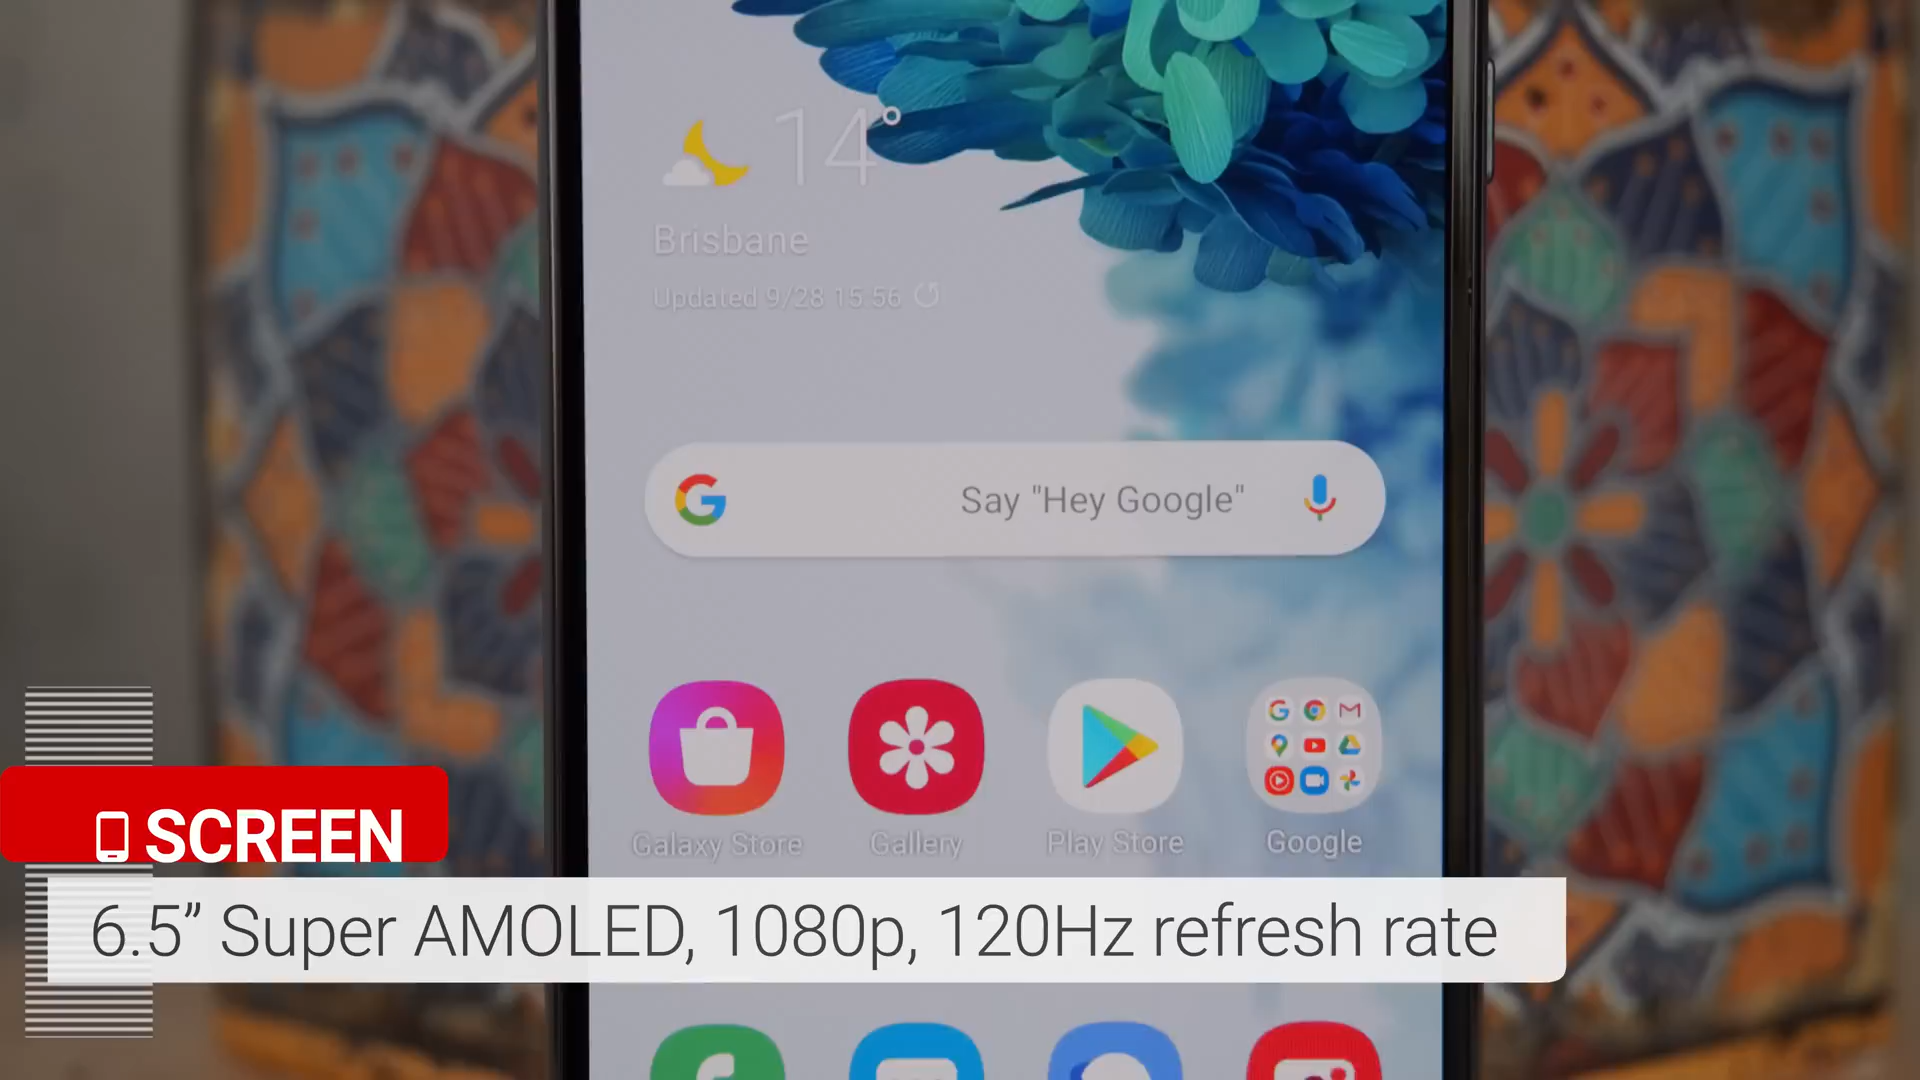 14°
Brisbane
Updated 9/28 15:56
G
Say "Hey Google"
Galaxy Store
Gallery
Play Store
Google
SCREEN
6.5” Super AMOLED, 1080p, 120Hz refresh rate